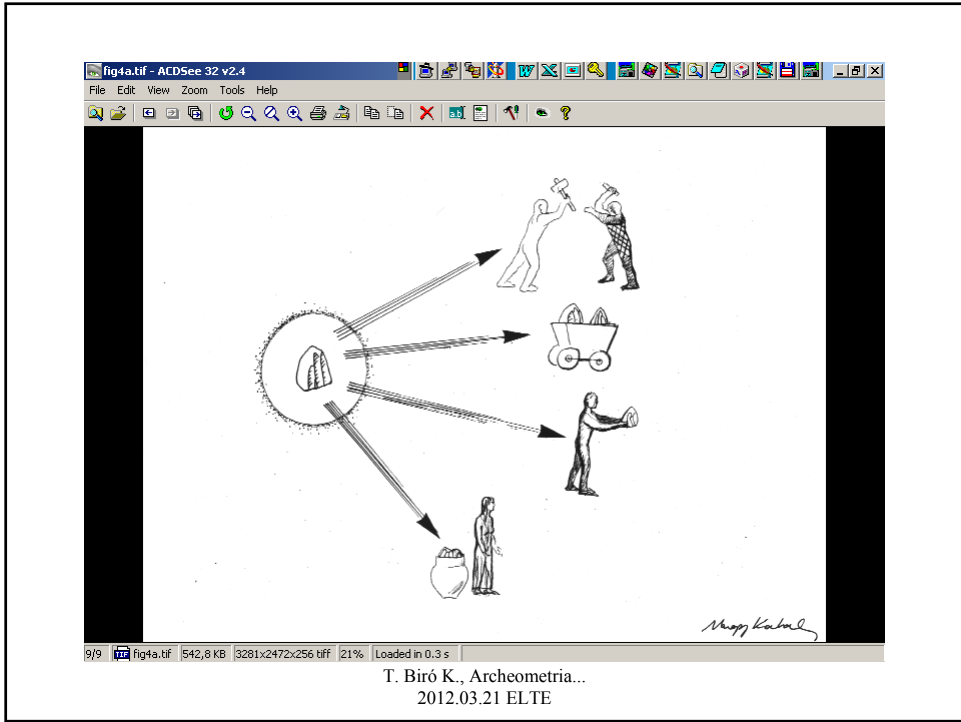 fig4a.tif - ACDSee 32 v2.4
File Edit View Zoom Tools Help
9/9 fig4a.tif 542,8 KB 3281x2472x256 tiff 21% Loaded in 0.3 s
T. Biró K., Archeometria...
2012.03.21 ELTE